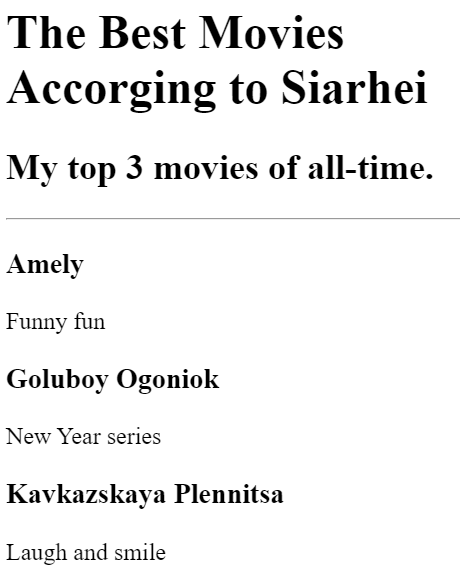 The Best Movies
Accorging to Siarhei
My top 3 movies of all-time.
Amely
Funny fun
Goluboy Ogoniok
New Year series
Kavkazskaya Plennitsa
Laugh and smile